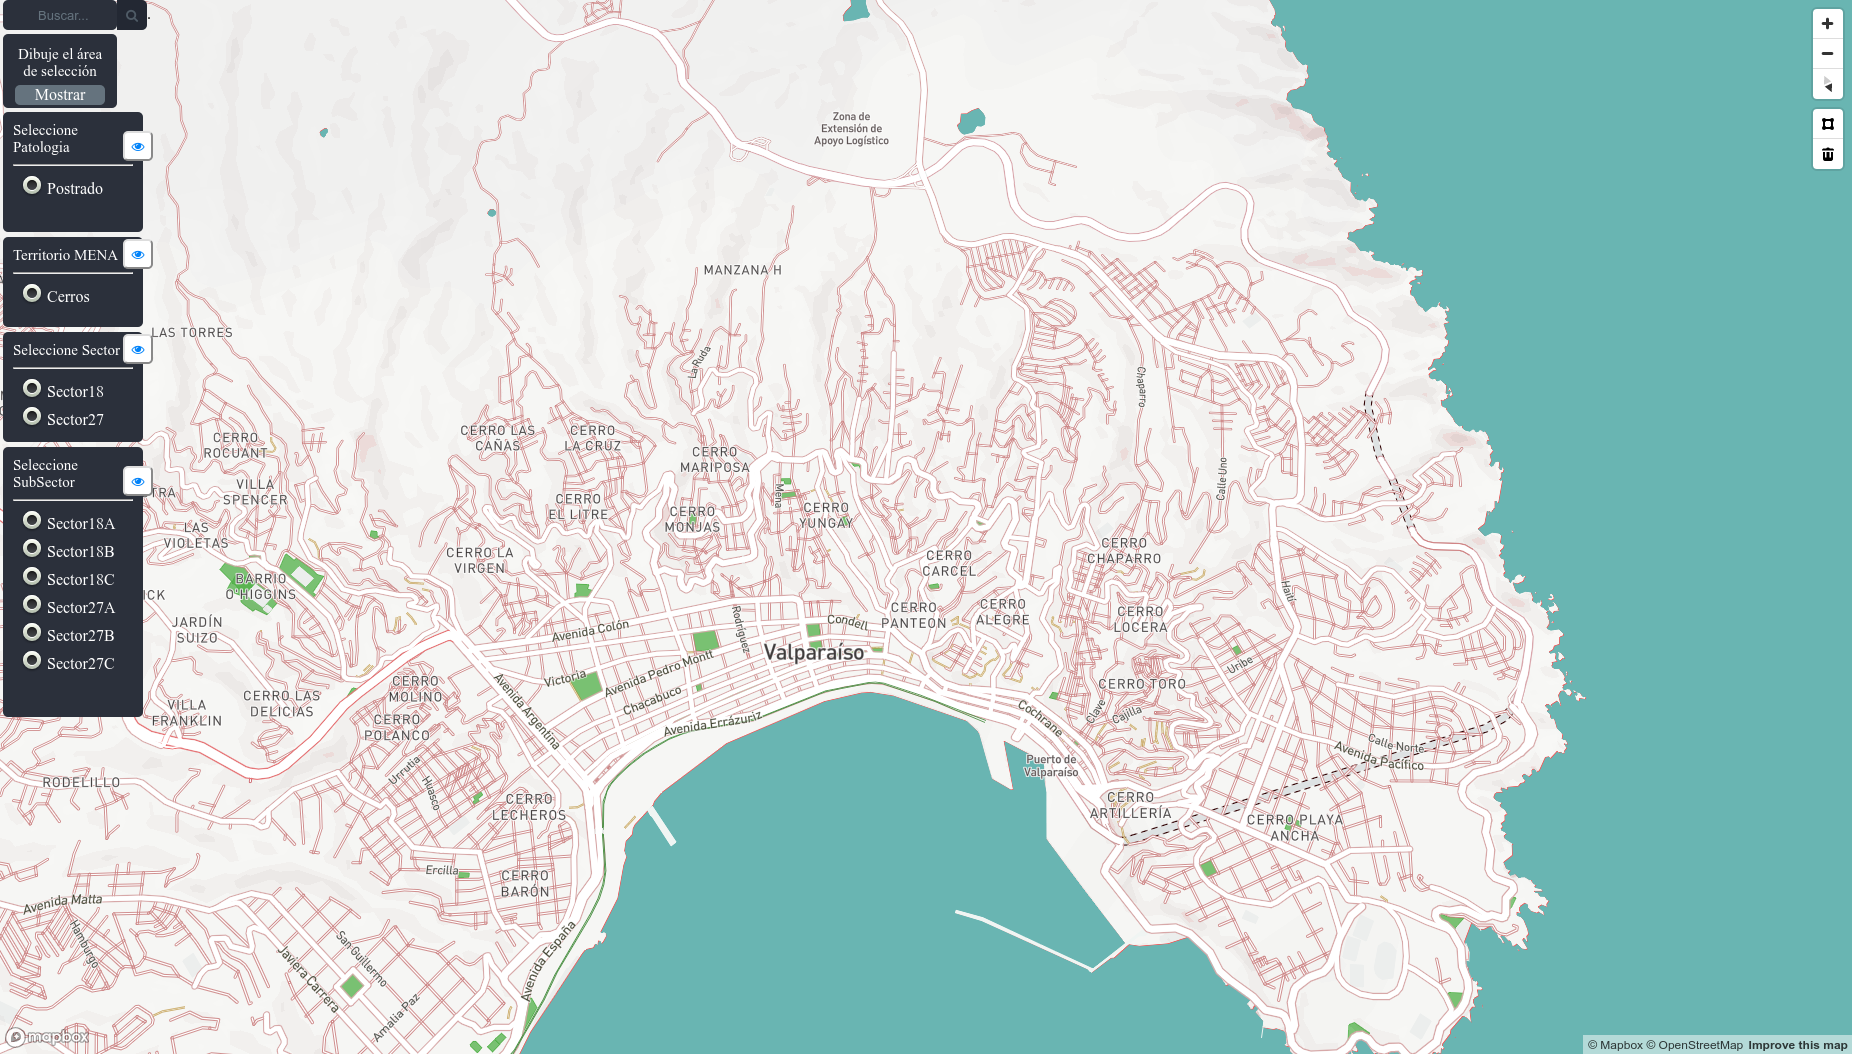 Buscar...
Dibuje el área
de selección
Mostrar
Seleccione
Patologia
Postrado
Territorio MENA
Cerros
Seleccione Sector
Sector18
Sector27
Seleccione
SubSector
Sector18A
Sector18B
Sector18C
Sector27A
Sector27B
Sector27C
Zona de
Extensión de
Apoyo Logístico
MANZANA H
LAS TORRES
La Ruda
Chaparro
CERRO
ROCUANT
CERRO LAS
CAÑAS
CERRO
LA CRUZ
CERRO
MARIPOSA
VILLA
SPENCER
TRA
CERRO
EL LITRE
CERRO
MONJAS
Mena
CERRO
YUNGAY
Calle Uno
LAS
VIOLETAS
CERRO LA
VIRGEN
CERRO
CARCEL
CERRO
CHAPARRO
BARRIO
O'HIGGINS
ICK
Haití
JARDÍN
SUIZO
Avenida Colón
Rodríguez
Condell
CERRO
PANTEON
CERRO
ALEGRE
CERRO
LOCERA
Valparaíso
Uribe
Victoria
Avenida Pedro Montt
Chacabuco
Avenida Errázuriz
Avenida Argentina
CERRO TORO
Clave
Cajilla
Cochrane
CERRO LAS
DELICIAS
CERRO
MOLINO
VILLA
FRANKLIN
CERRO
POLANCO
Calle Norte
Avenida Pacífico
Puerto de
Valparaíso
RODELILLO
Urrutia
Huasco
CERRO
LECHEROS
CERRO
ARTILLERÍA
CERRO PLAYA
ANCHA
Ercilla
CERRO
BARÓN
Avenida Matta
Hamburgo
San Guillermo
Javiera Carrera
Amalia Paz
Avenida España
mapbox
© Mapbox © OpenStreetMap Improve this map